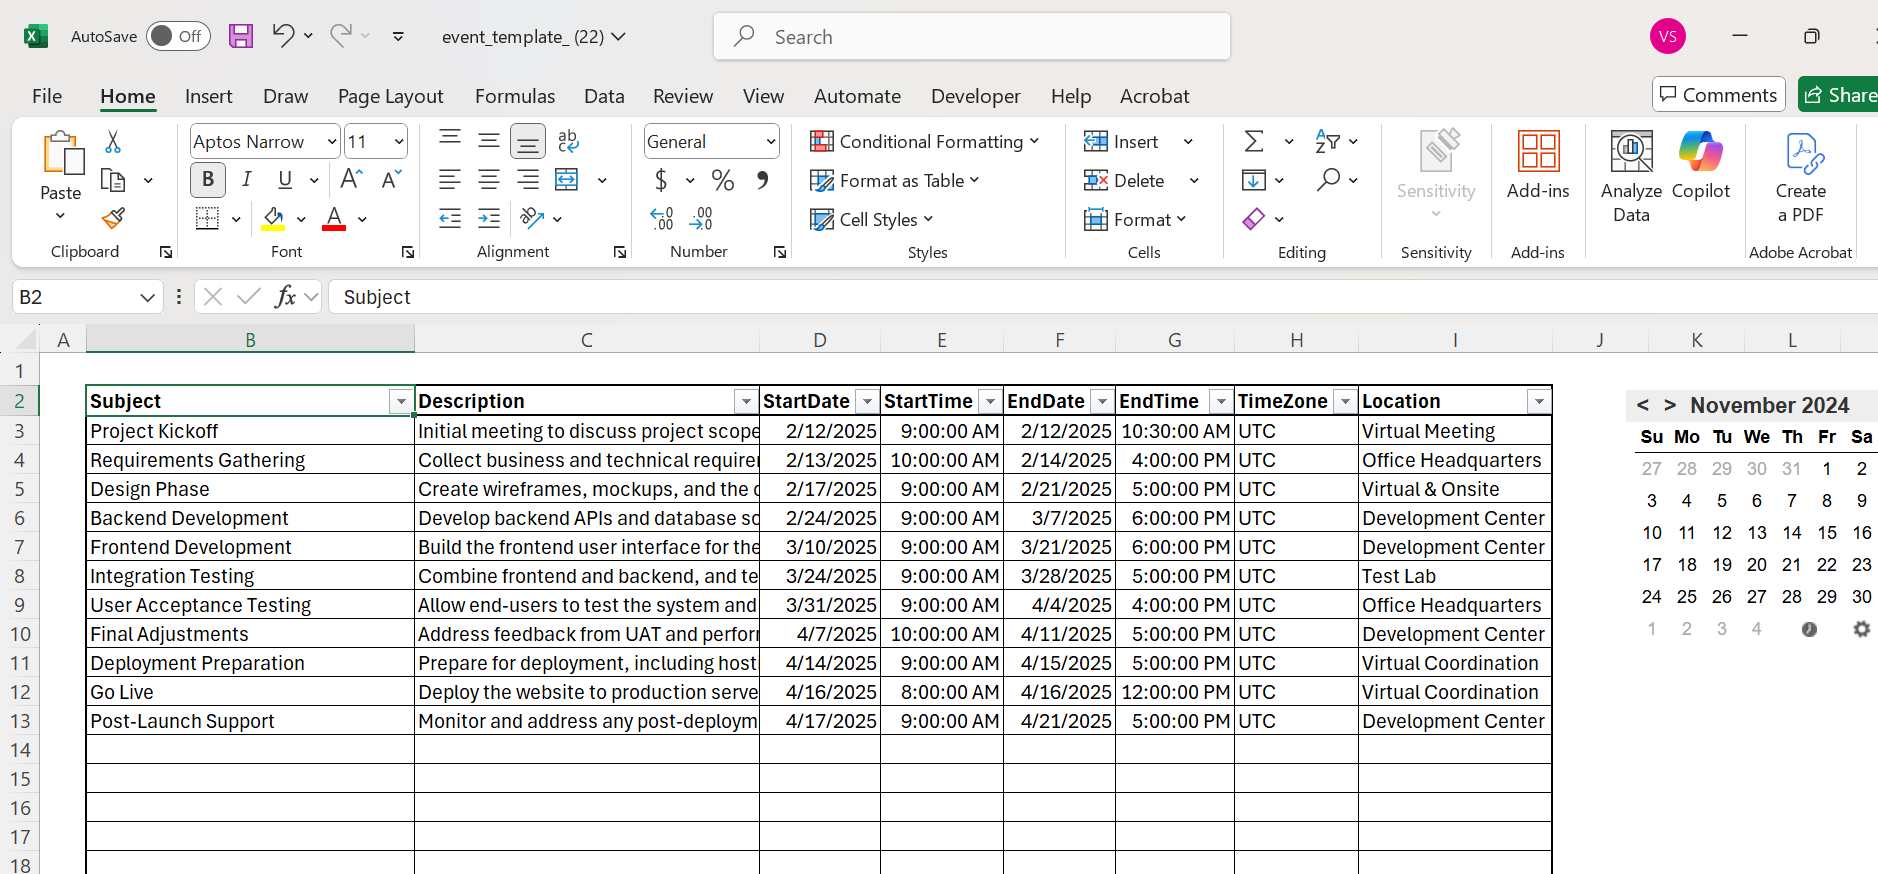 AutoSave Off event_template_ (22) Search VS
File Home Insert Draw Page Layout Formulas Data Review View Automate Developer Help Acrobat Comments Share
Paste Clipboard
Aptos Narrow 11 B I U A A A Font
ab Alignment
General $ % Number
Conditional Formatting
Format as Table
Cell Styles
Styles
Insert
Delete
Format
Cells
Editing
Sensitivity
Sensitivity
Add-ins
Add-ins
Analyze Data
Copilot
Create a PDF
Adobe Acrobat
B2 fx Subject
A B C D E F G H I J K L
1
2 Subject Description StartDate StartTime EndDate EndTime TimeZone Location
3 Project Kickoff Initial meeting to discuss project scope 2/12/2025 9:00:00 AM 2/12/2025 10:30:00 AM UTC Virtual Meeting
4 Requirements Gathering Collect business and technical 2/13/2025 10:00:00 AM 2/14/2025 4:00:00 PM UTC Office Headquarters
5 Design Phase Create wireframes, mockups, and the 2/17/2025 9:00:00 AM 2/21/2025 5:00:00 PM UTC Virtual & Onsite
6 Backend Development Develop backend APIs and database 2/24/2025 9:00:00 AM 3/7/2025 6:00:00 PM UTC Development Center
7 Frontend Development Build the frontend user interface for the 3/10/2025 9:00:00 AM 3/21/2025 6:00:00 PM UTC Development Center
8 Integration Testing Combine frontend and backend, and te 3/24/2025 9:00:00 AM 3/28/2025 5:00:00 PM UTC Test Lab
9 User Acceptance Testing Allow end-users to test the system and 3/31/2025 9:00:00 AM 4/4/2025 4:00:00 PM UTC Office Headquarters
10 Final Adjustments Address feedback from UAT and 4/7/2025 10:00:00 AM 4/11/2025 5:00:00 PM UTC Development Center
11 Deployment Preparation Prepare for deployment, including hosti 4/14/2025 9:00:00 AM 4/15/2025 5:00:00 PM UTC Virtual Coordination
12 Go Live Deploy the website to production serve 4/16/2025 8:00:00 AM 4/16/2025 12:00:00 PM UTC Virtual Coordination
13 Post-Launch Support Monitor and address any post-deploym 4/17/2025 9:00:00 AM 4/21/2025 5:00:00 PM UTC Development Center
14
15
16
17
18
< > November 2024
Su Mo Tu We Th Fr Sa
27 28 29 30 31 1 2
3 4 5 6 7 8 9
10 11 12 13 14 15 16
17 18 19 20 21 22 23
24 25 26 27 28 29 30
1 2 3 4